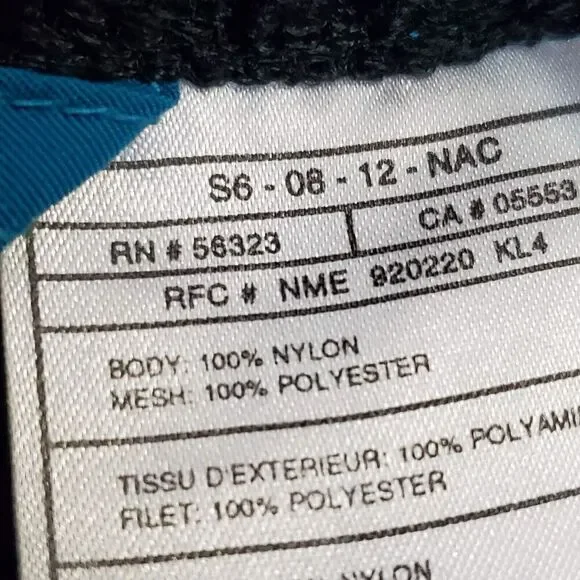 S6 - 08 - 12 - NAC
RN # 56323
CA # 05553
RFC # NME 920220 KL4
BODY: 100% NYLON
MESH: 100% POLYESTER
TISSU D'EXTERIEUR: 100% POLYAMI
FILET: 100% POLYESTER
NYLON